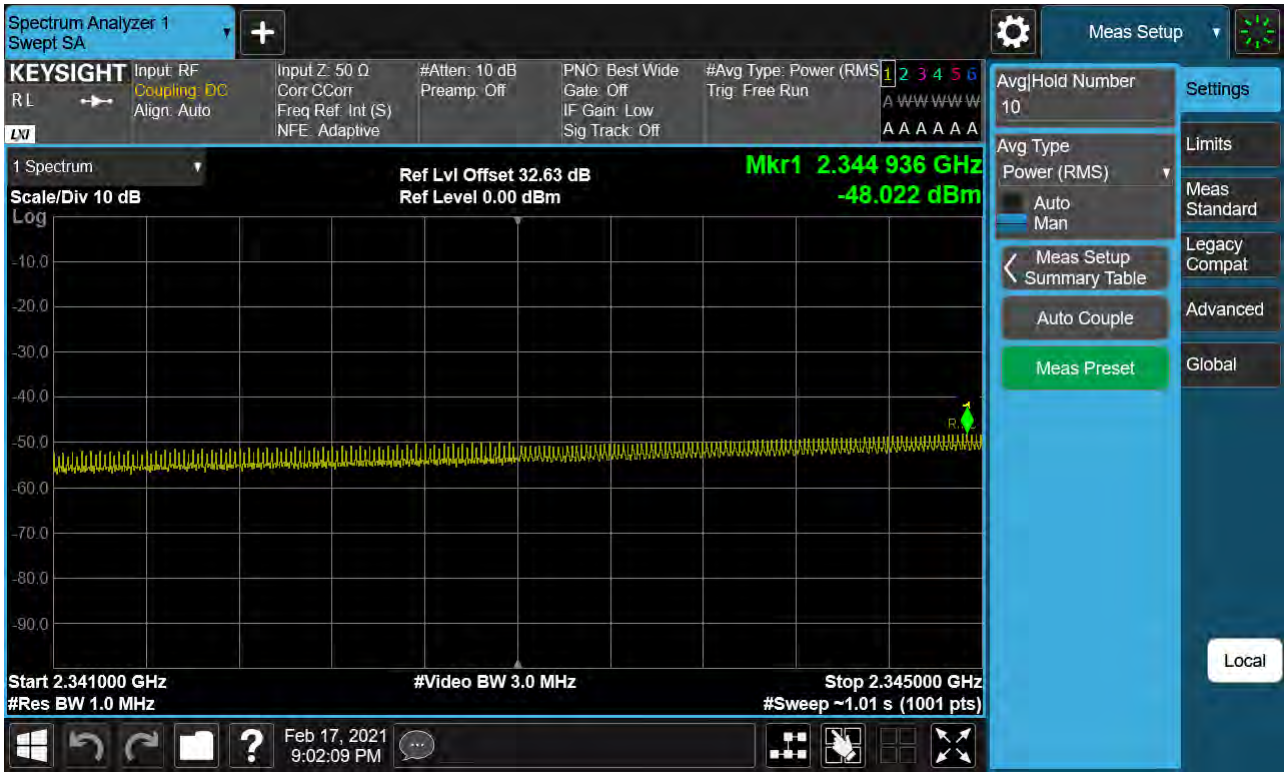 Spectrum Analyzer 1
Swept SA
+
Meas Setup
KEYSIGHT
RL
LXI
Input: RF
Coupling: DC
Align: Auto
Input Z: 50 Ω
Corr CCorr
Freq Ref: Int (S)
NFE: Adaptive
#Atten: 10 dB
Preamp: Off
PNO: Best Wide
Gate: Off
IF Gain: Low
Sig Track: Off
#Avg Type: Power (RMS
Trig: Free Run
1 2 3 4 5 6
A W W W W W
A A A A A A
1 Spectrum
Scale/Div 10 dB
Log
Ref Lvl Offset 32.63 dB
Ref Level 0.00 dBm
Mkr1 2.344 936 GHz
-48.022 dBm
-10.0
-20.0
-30.0
-40.0
-50.0
-60.0
-70.0
-80.0
-90.0
1
Start 2.341000 GHz
#Res BW 1.0 MHz
#Video BW 3.0 MHz
Stop 2.345000 GHz
#Sweep ~1.01 s (1001 pts)
Avg|Hold Number
10
Avg Type
Power (RMS)
Auto
Man
Meas Setup
Summary Table
Auto Couple
Meas Preset
Settings
Limits
Meas
Standard
Legacy
Compat
Advanced
Global
Local
?
Feb 17, 2021
9:02:09 PM